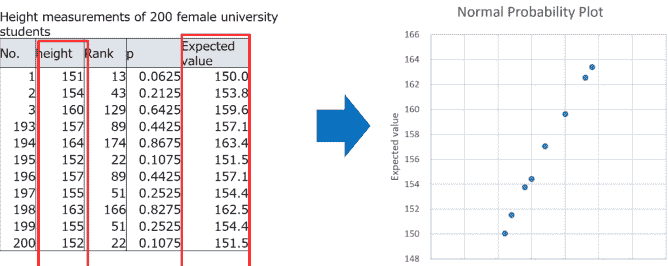 Height measurements of 200 female university
students
No. height Rank p Expected value
1 151 13 0.0625 150.0
2 154 43 0.2125 153.8
3 160 129 0.6425 159.6
193 157 89 0.4425 157.1
194 164 174 0.8675 163.4
195 152 22 0.1075 151.5
196 157 89 0.4425 157.1
197 155 51 0.2525 154.4
198 163 166 0.8275 162.5
199 155 51 0.2525 154.4
200 152 22 0.1075 151.5
Normal Probability Plot
Expected value
166
164
162
160
158
156
154
152
150
148